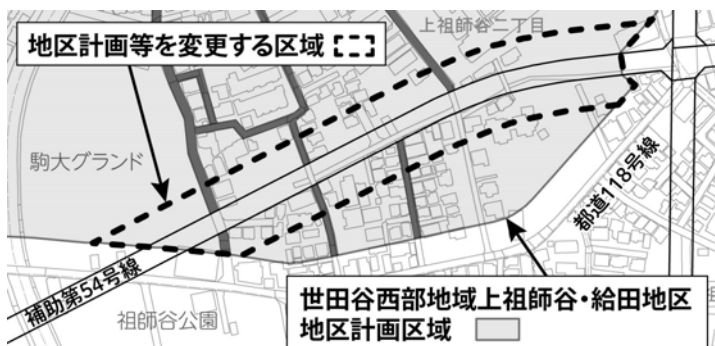 地区計画等を変更する区域
上祖師谷二丁目
駒大グランド
都道118号線
補助第54号線
祖師谷公園
世田谷西部地域上祖師谷・給田地区
地区計画区域